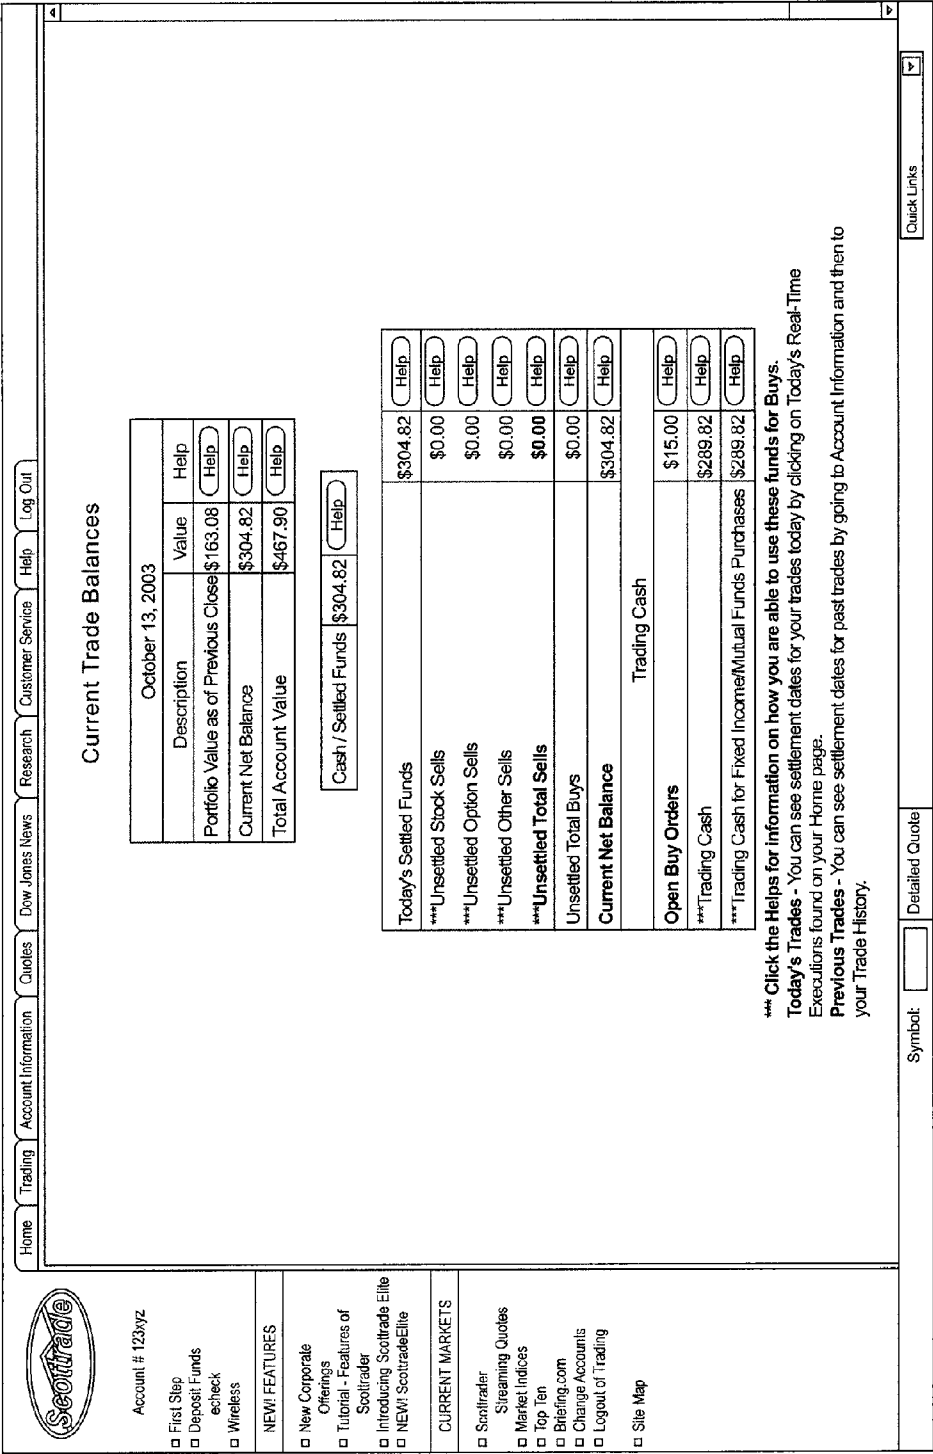 Home Trading Account Information Quotes Dow Jones News Research Customer Service Help Log Out
Scottrade
Account # 123xyz
First Step
Deposit Funds
echeck
Wireless
NEW! FEATURES
New Corporate
Offerings
Tutorial - Features of
Scottrader
Introducing Scottrade Elite
NEW! ScottradeElite
CURRENT MARKETS
Scottrader
Streaming Quotes
Market Indices
Top Ten
Briefing.com
Change Accounts
Logout of Trading
Site Map
Current Trade Balances
October 13, 2003
Description Value Help
Portfolio Value as of Previous Close $163.08 Help
Current Net Balance $304.82 Help
Total Account Value $467.90 Help
Cash / Settled Funds $304.82 Help
Today's Settled Funds $304.82 Help
***Unsettled Stock Sells $0.00 Help
***Unsettled Option Sells $0.00 Help
***Unsettled Other Sells $0.00 Help
***Unsettled Total Sells $0.00 Help
Unsettled Total Buys $0.00 Help
Current Net Balance $304.82 Help
Trading Cash
Open Buy Orders $15.00 Help
***Trading Cash $289.82 Help
***Trading Cash for Fixed Income/Mutual Funds Purchases $289.82 Help
*** Click the Helps for information on how you are able to use these funds for Buys.
Today's Trades - You can see settlement dates for your trades today by clicking on Today's Real-Time
Executions found on your Home page.
Previous Trades - You can see settlement dates for past trades by going to Account Information and then to
your Trade History.
Symbol: Detailed Quote Quick Links